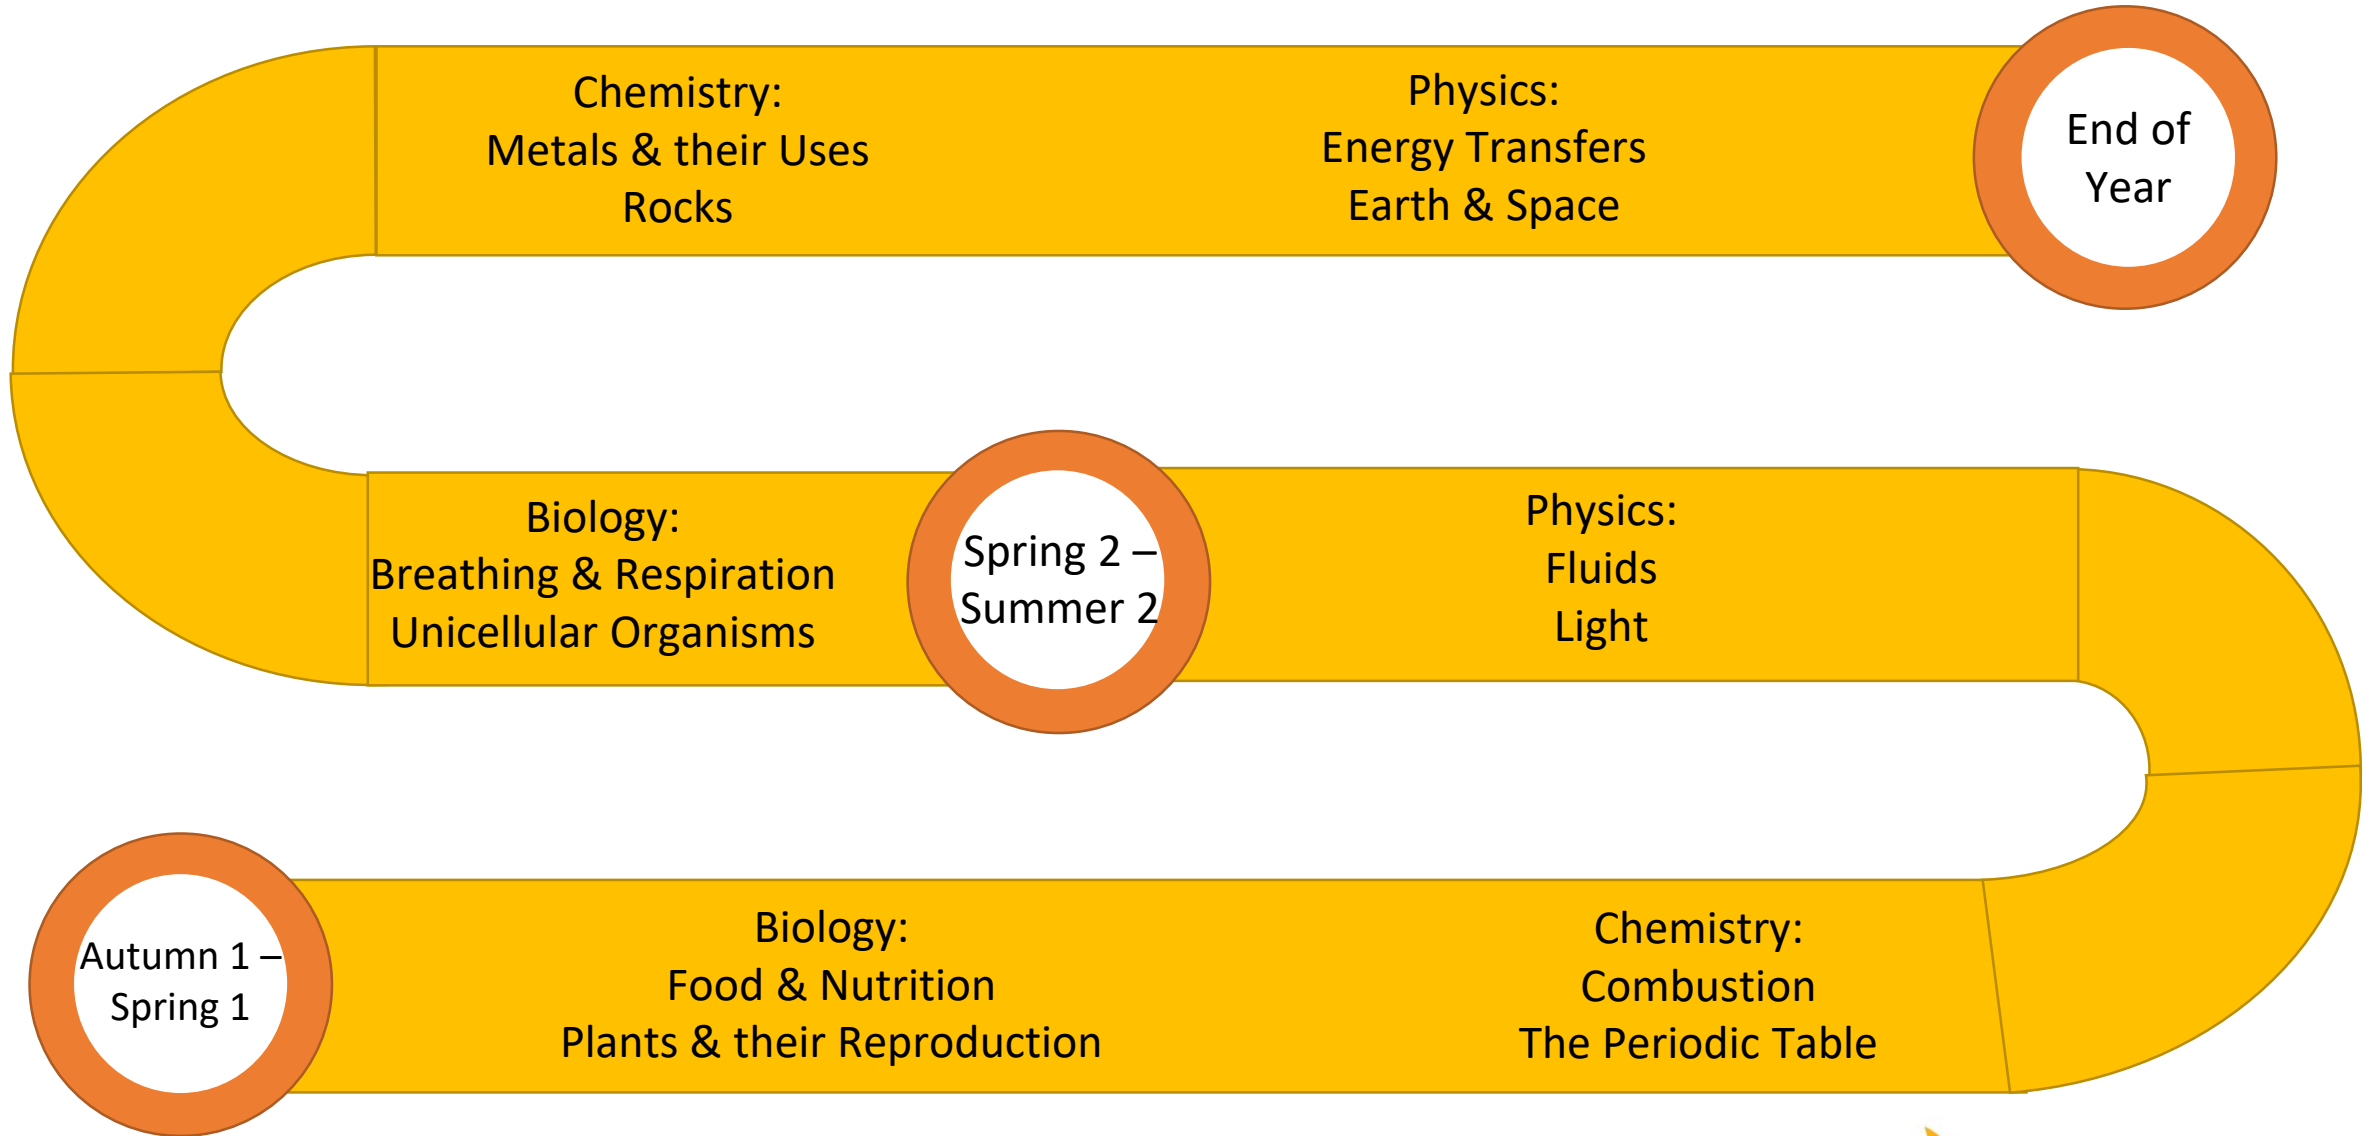 Chemistry:
Metals & their Uses
Rocks
Physics:
Energy Transfers
Earth & Space
End of
Year
Biology:
Breathing & Respiration
Unicellular Organisms
Spring 2 –
Summer 2
Physics:
Fluids
Light
Autumn 1 –
Spring 1
Biology:
Food & Nutrition
Plants & their Reproduction
Chemistry:
Combustion
The Periodic Table